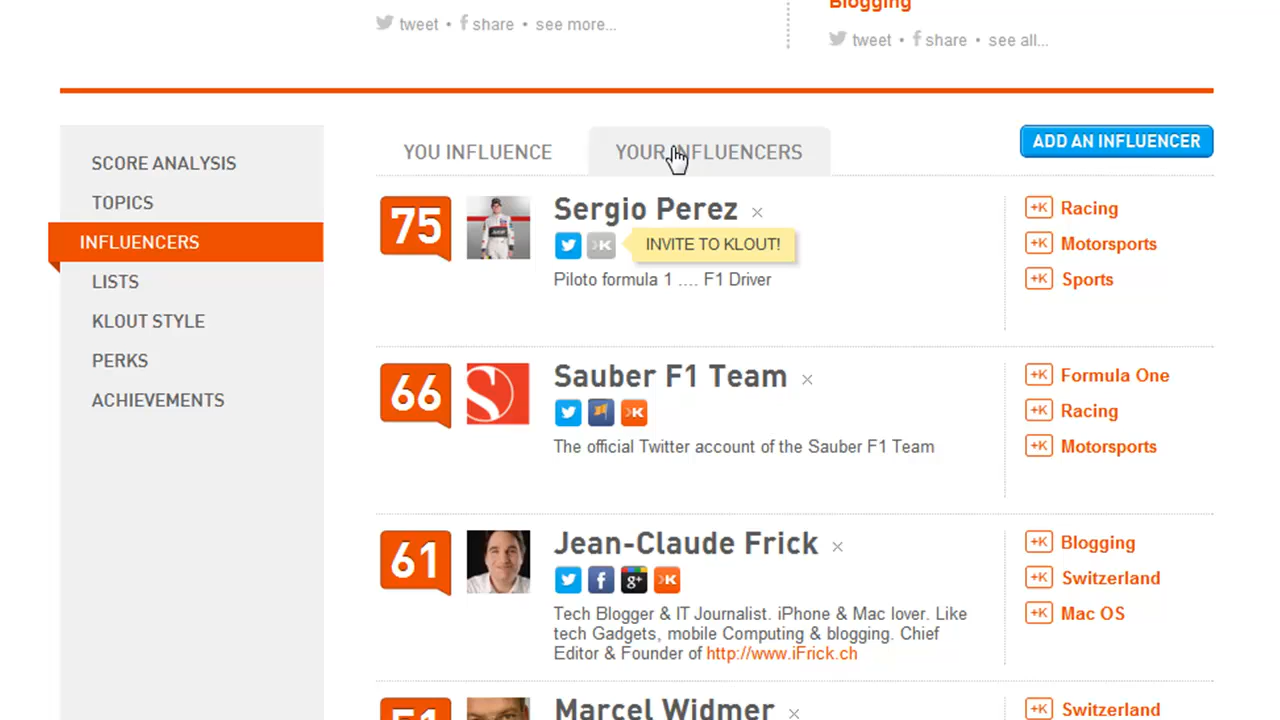 Blogging
tweet • share • see more...
tweet • share • see all...
SCORE ANALYSIS
TOPICS
INFLUENCERS
LISTS
KLOUT STYLE
PERKS
ACHIEVEMENTS
YOU INFLUENCE
YOUR INFLUENCERS
ADD AN INFLUENCER
75
Sergio Perez
INVITE TO KLOUT!
Piloto formula 1 .... F1 Driver
+K Racing
+K Motorsports
+K Sports
66
Sauber F1 Team
The official Twitter account of the Sauber F1 Team
+K Formula One
+K Racing
+K Motorsports
61
Jean-Claude Frick
Tech Blogger & IT Journalist. iPhone & Mac lover. Like
tech Gadgets, mobile Computing & blogging. Chief
Editor & Founder of http://www.iFrick.ch
+K Blogging
+K Switzerland
+K Mac OS
51
Marcel Widmer
+K Switzerland